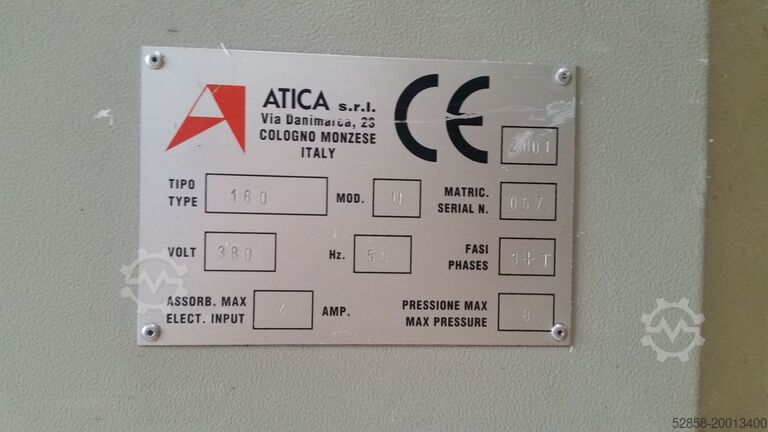 ATICA s.r.l.
Via Danimarca, 23
COLOGNO MONZESE
ITALY
CE
2001
TIPO
TYPE
160
MOD.
U
MATRIC.
SERIAL N.
057
VOLT
380
Hz.
50
FASI
PHASES
3+T
ASSORB. MAX
ELECT. INPUT
4
AMP.
PRESSIONE MAX
MAX PRESSURE
8
52858-20013400